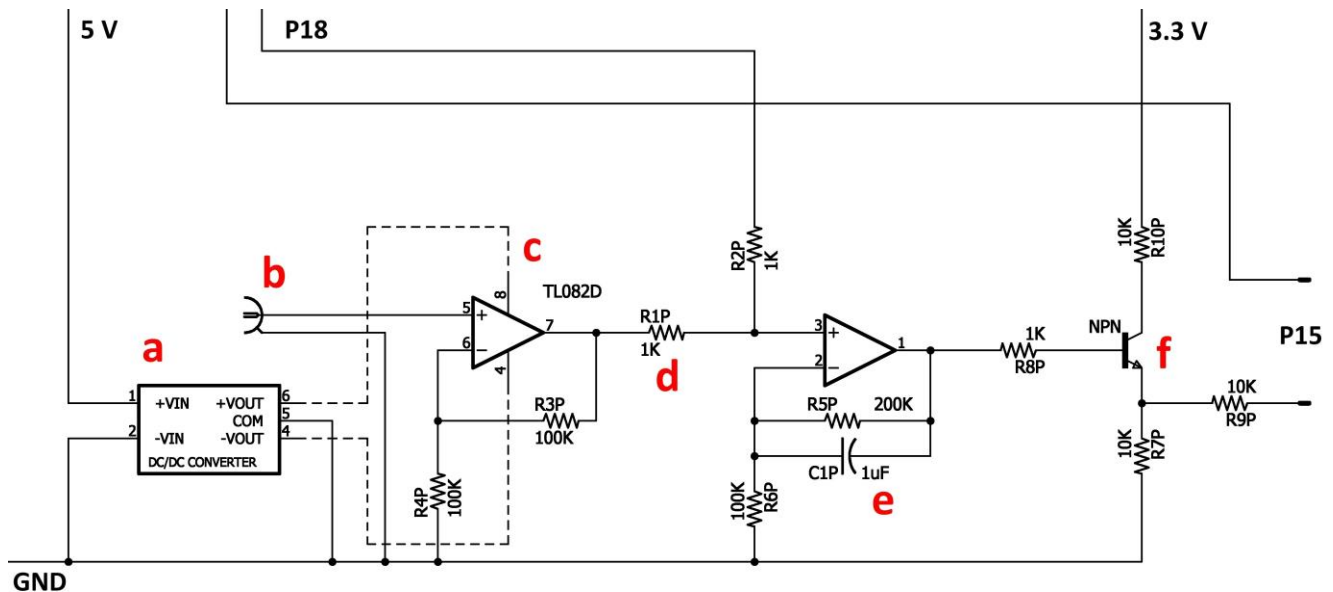 5 V
P18
3.3 V
a
b
c
d
e
f
1
2
+VIN
-VIN
+VOUT
COM
-VOUT
6
5
4
DC/DC CONVERTER
5
6
+
−
8
4
7
TL082D
R3P
100K
R4P
100K
R1P
1K
R2P
1K
3
2
+
−
1
R5P
200K
C1P
1uF
R6P
100K
1K
R8P
NPN
10K
R10P
10K
R9P
10K
R7P
P15
GND